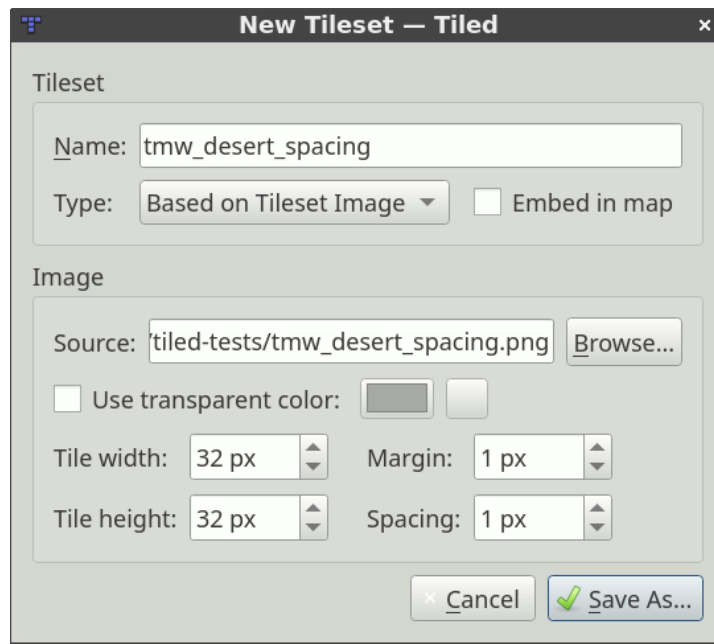 New Tileset — Tiled
Tileset
Name: tmw_desert_spacing
Type: Based on Tileset Image Embed in map
Image
Source: /tiled-tests/tmw_desert_spacing.png Browse...
Use transparent color:
Tile width: 32 px Margin: 1 px
Tile height: 32 px Spacing: 1 px
Cancel Save As...